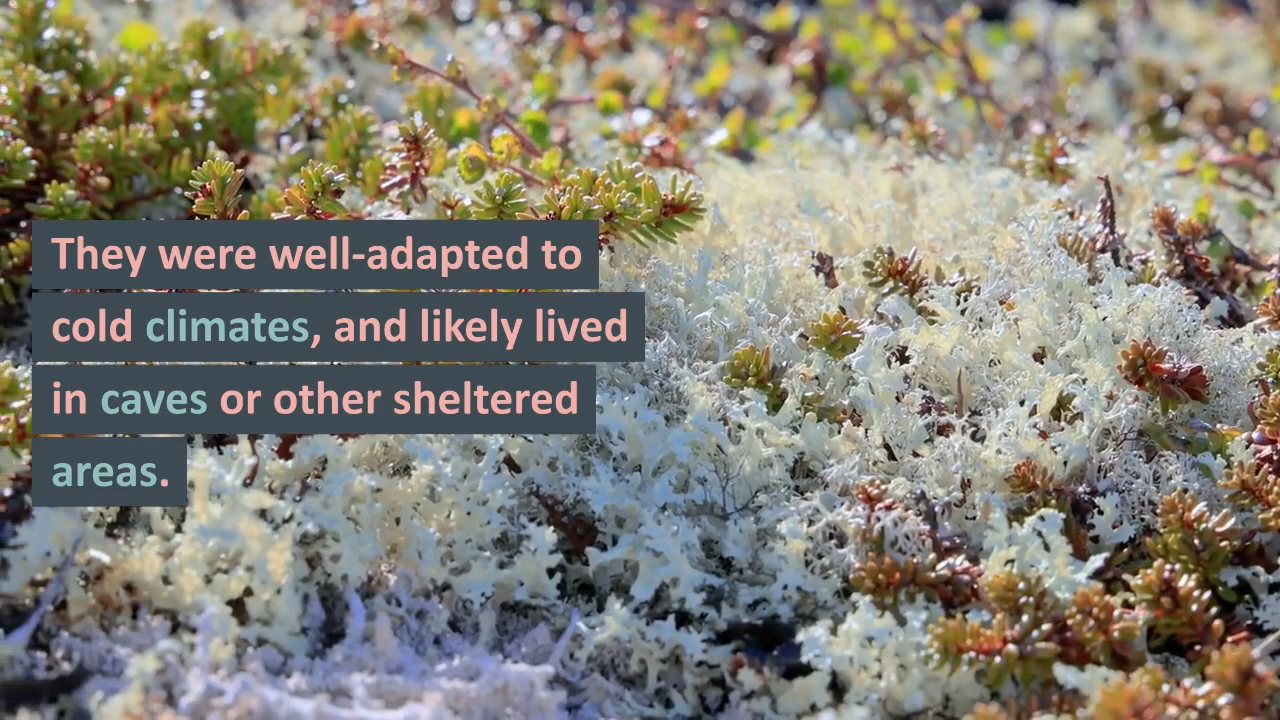 They were well-adapted to
cold climates, and likely lived
in caves or other sheltered
areas.